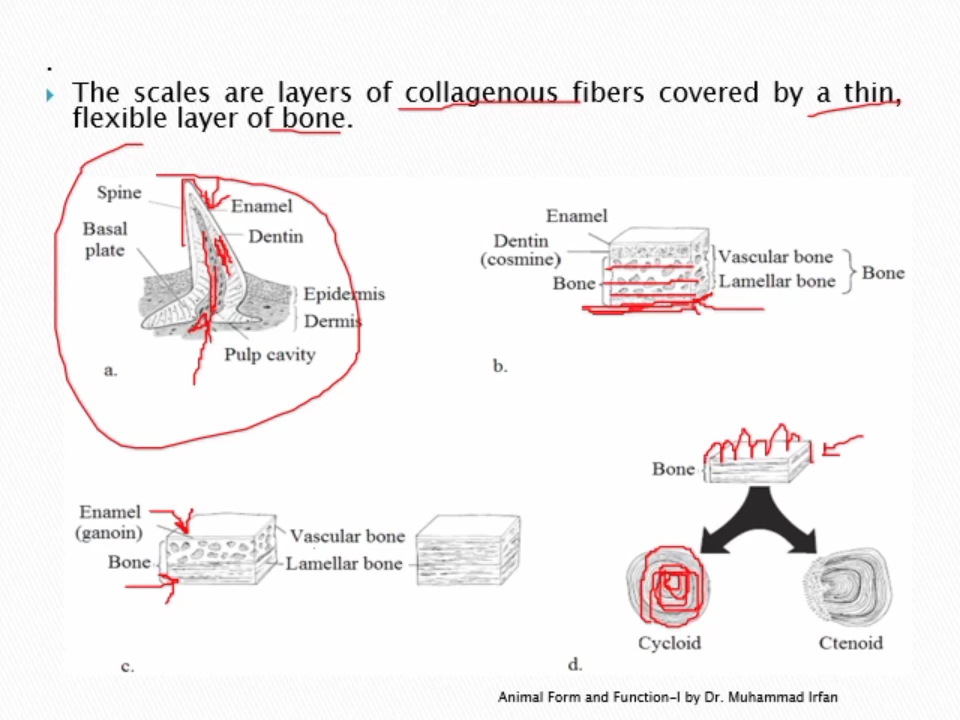 .
The scales are layers of collagenous fibers covered by a thin,
flexible layer of bone.
Spine
Enamel
Basal
plate
Dentin
Epidermis
Dermis
Pulp cavity
a.
Enamel
Dentin
(cosmine)
Vascular bone
Bone
Lamellar bone
Bone
b.
Bone
Enamel
(ganoin)
Vascular bone
Bone
Lamellar bone
Cycloid
Ctenoid
c.
d.
Animal Form and Function-I by Dr. Muhammad Irfan